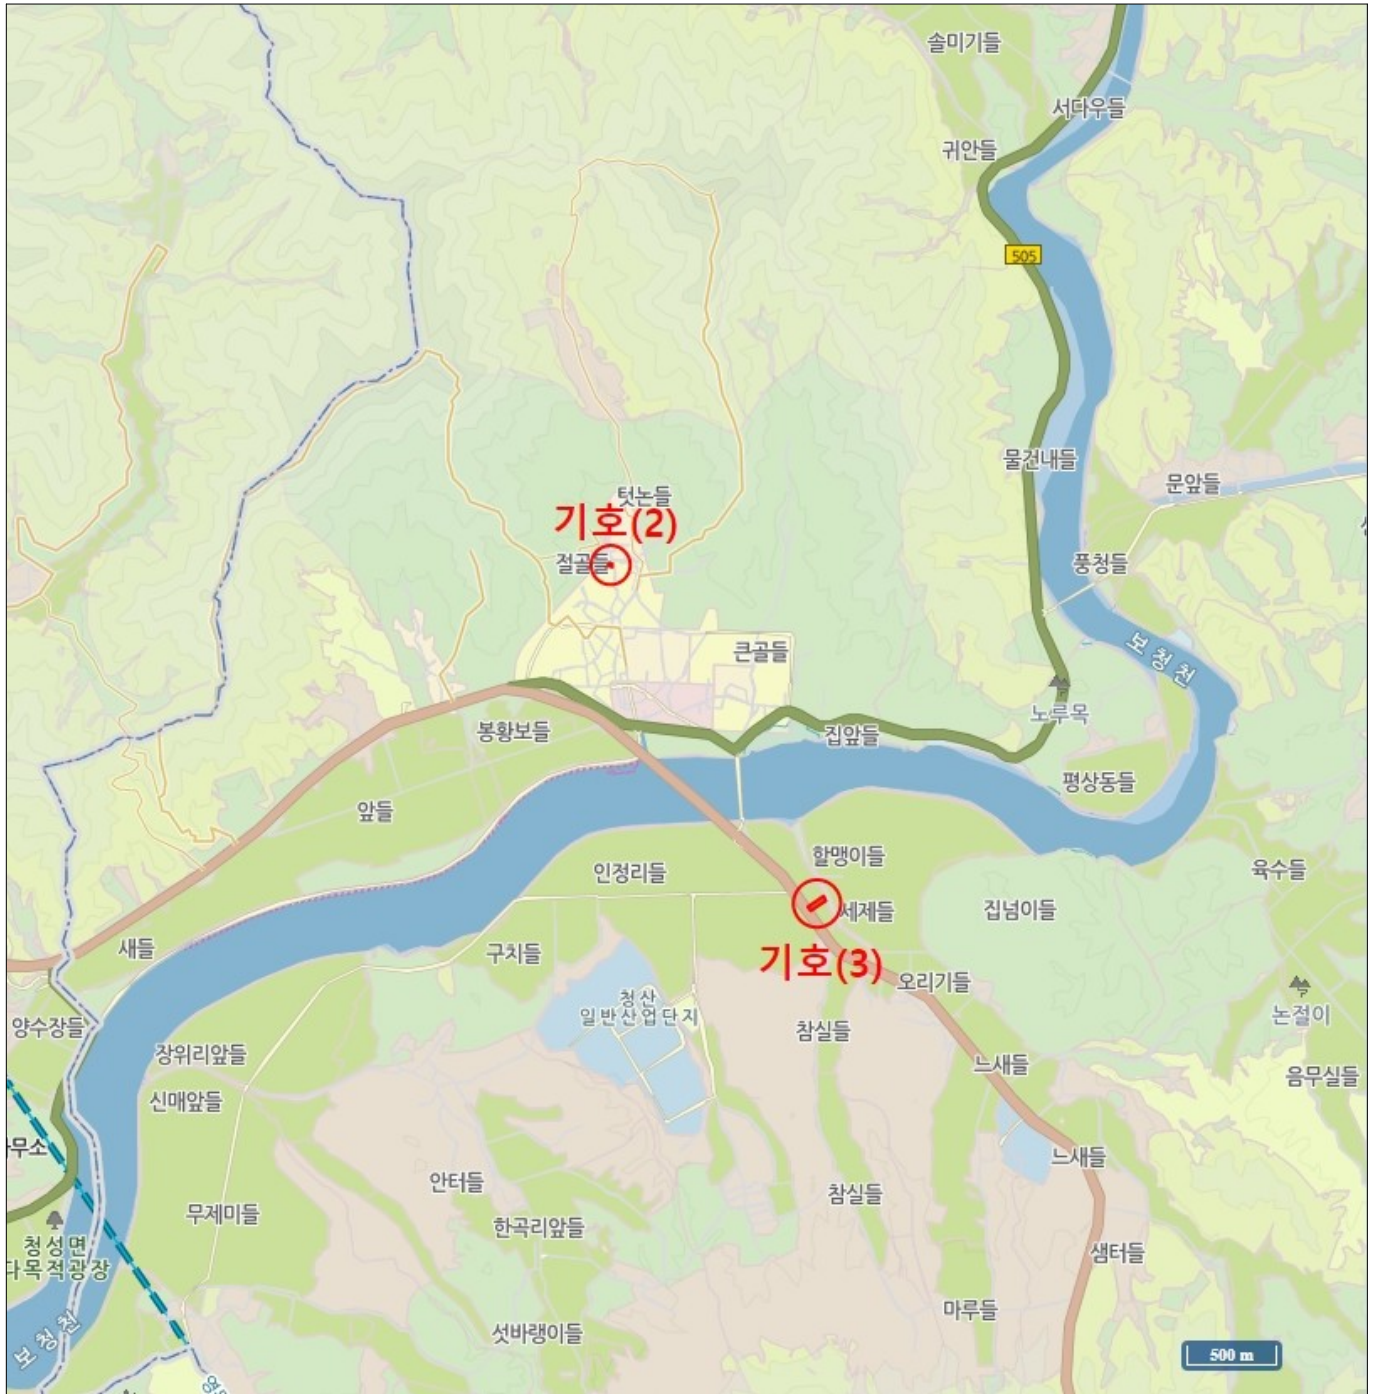 솔미기들
서다우들
귀안들
505
물건내들
문앞들
텃논들
기호(2)
절골들
풍청들
보청천
큰골들
노루목
봉황보들
집앞들
평상동들
앞들
할맹이들
인정리들
육수들
세제들
집넘이들
새들
구치들
기호(3)
오리기들
청산
일반산업단지
논절이
양수장들
참실들
장위리앞들
느새들
음무실들
신매앞들
무소
느새들
안터들
참실들
무제미들
한곡리앞들
청성면
다목적광장
샘터들
마루들
보청천
섯바랭이들
500 m